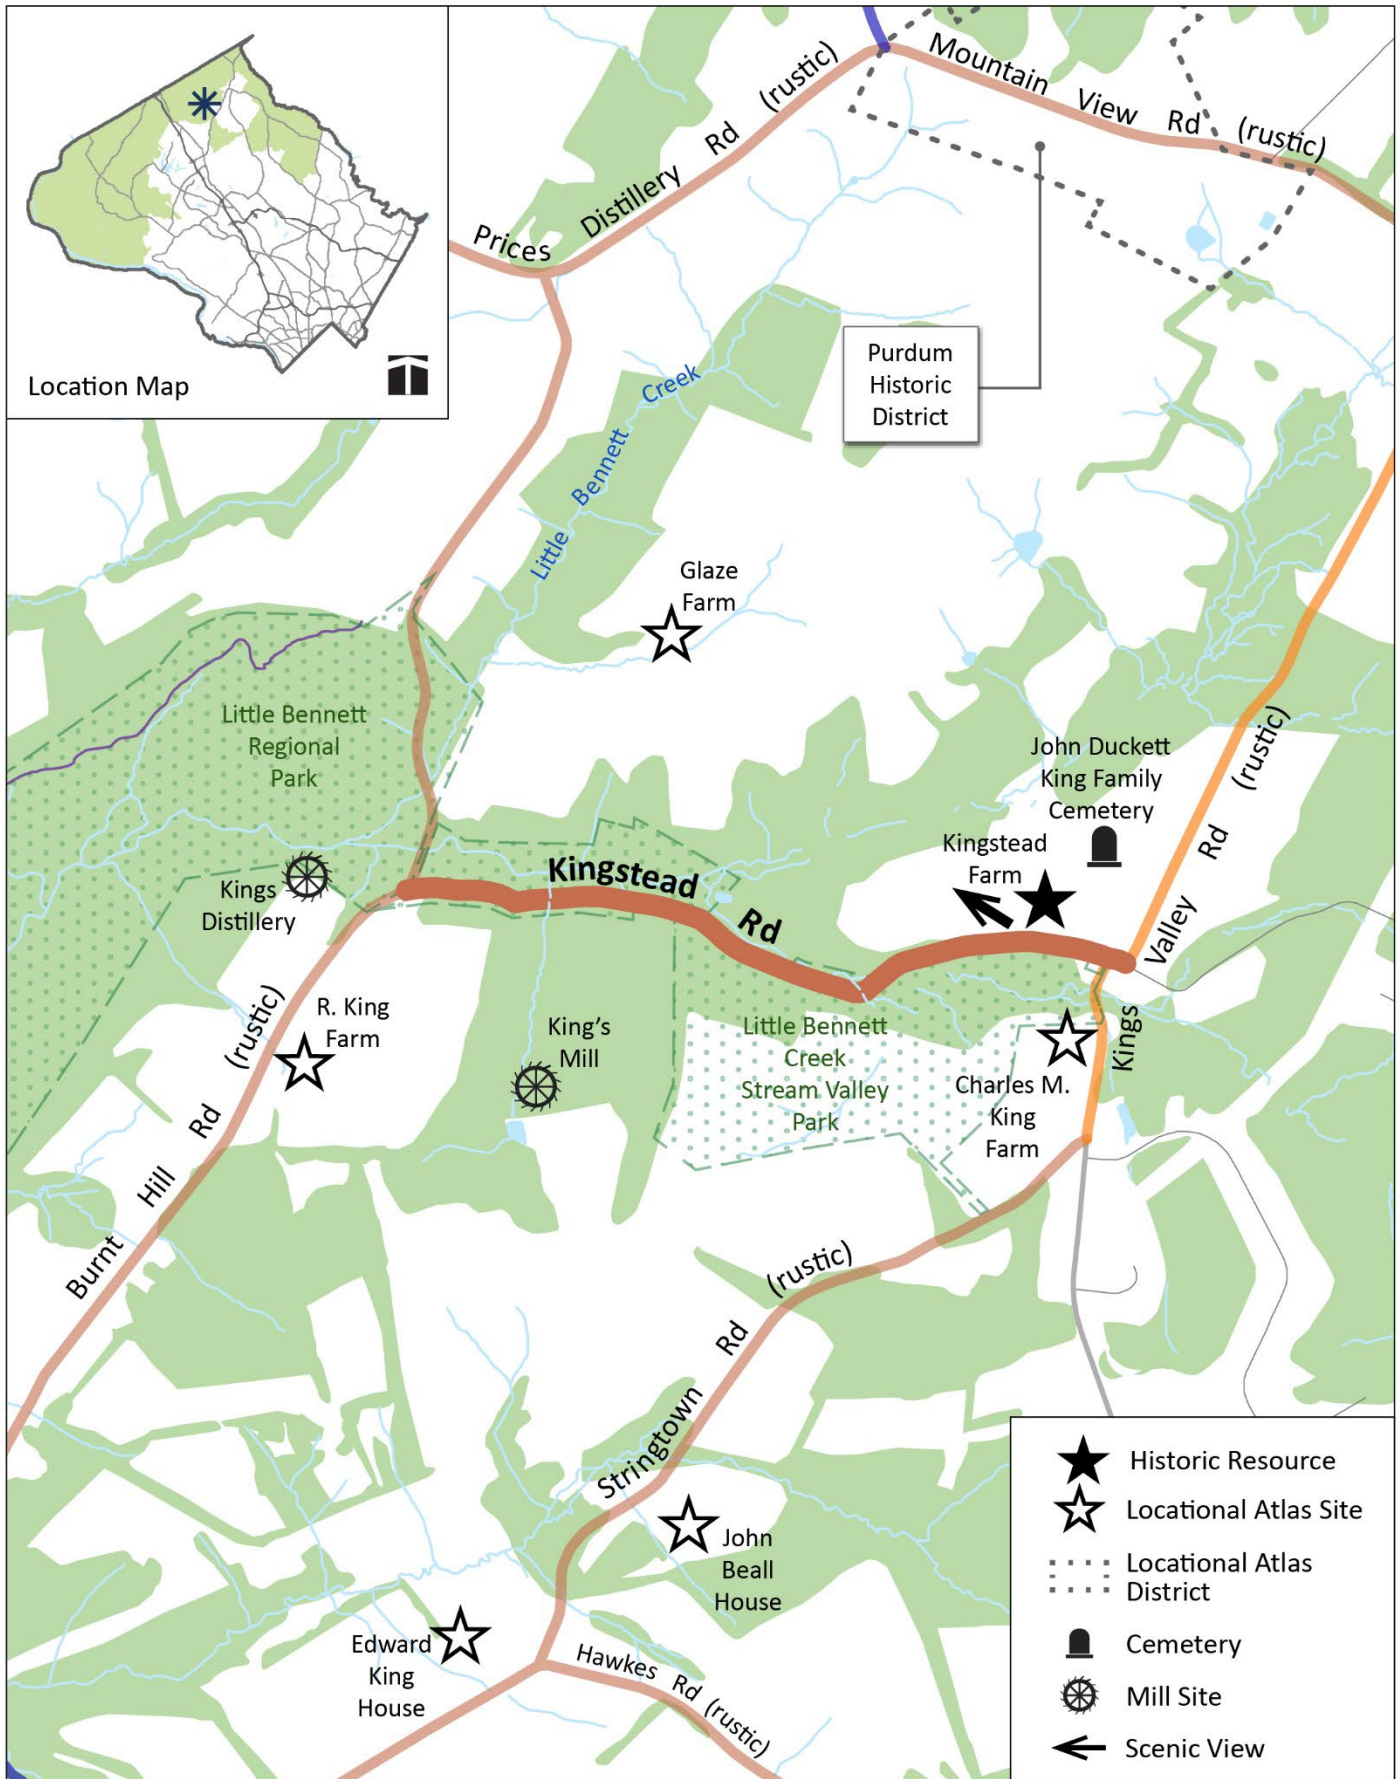 Location Map
Prices Distillery Rd (rustic)
Mountain View Rd (rustic)
Purdum
Historic
District
Little Bennett Creek
Glaze
Farm
Little Bennett
Regional
Park
John Duckett
King Family
Cemetery
Kingstead
Farm
Kings Valley Rd (rustic)
Kingstead Rd
Kings
Distillery
R. King
Farm
King's
Mill
Little Bennett
Creek
Stream Valley
Park
Charles M.
King
Farm
Burnt Hill Rd (rustic)
Stringtown Rd (rustic)
John
Beall
House
Edward
King
House
Hawkes Rd (rustic)
Historic Resource
Locational Atlas Site
Locational Atlas
District
Cemetery
Mill Site
Scenic View